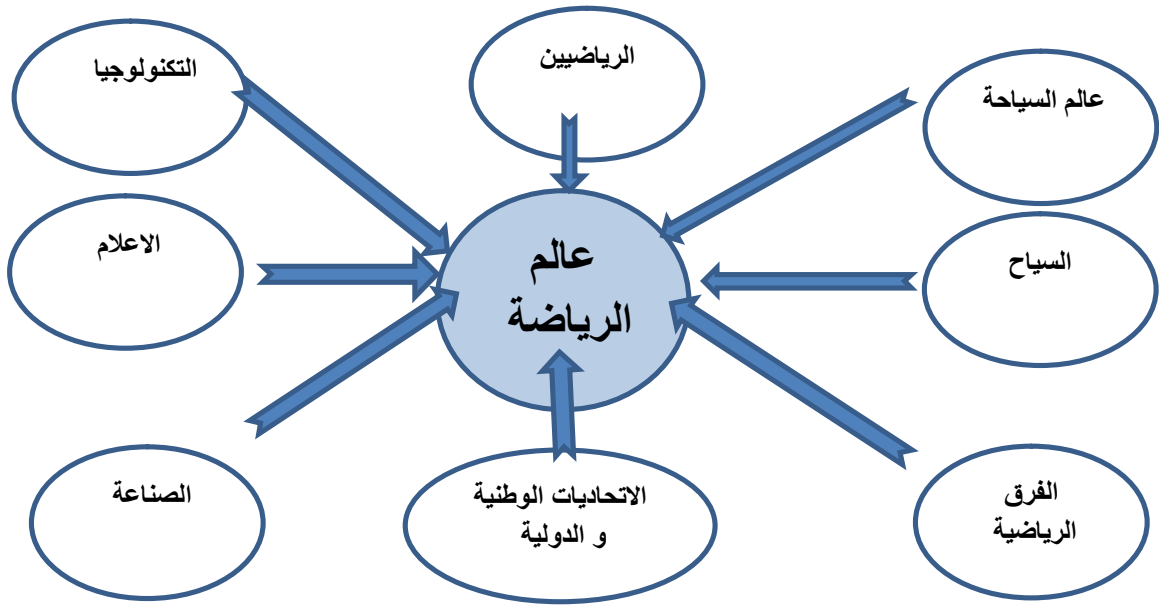 الرياضيين
التكنولوجيا
عالم السياحة
الاعلام
السياح
عالم
الرياضة
الصناعة
الاتحاديات الوطنية
و الدولية
الفرق
الرياضية